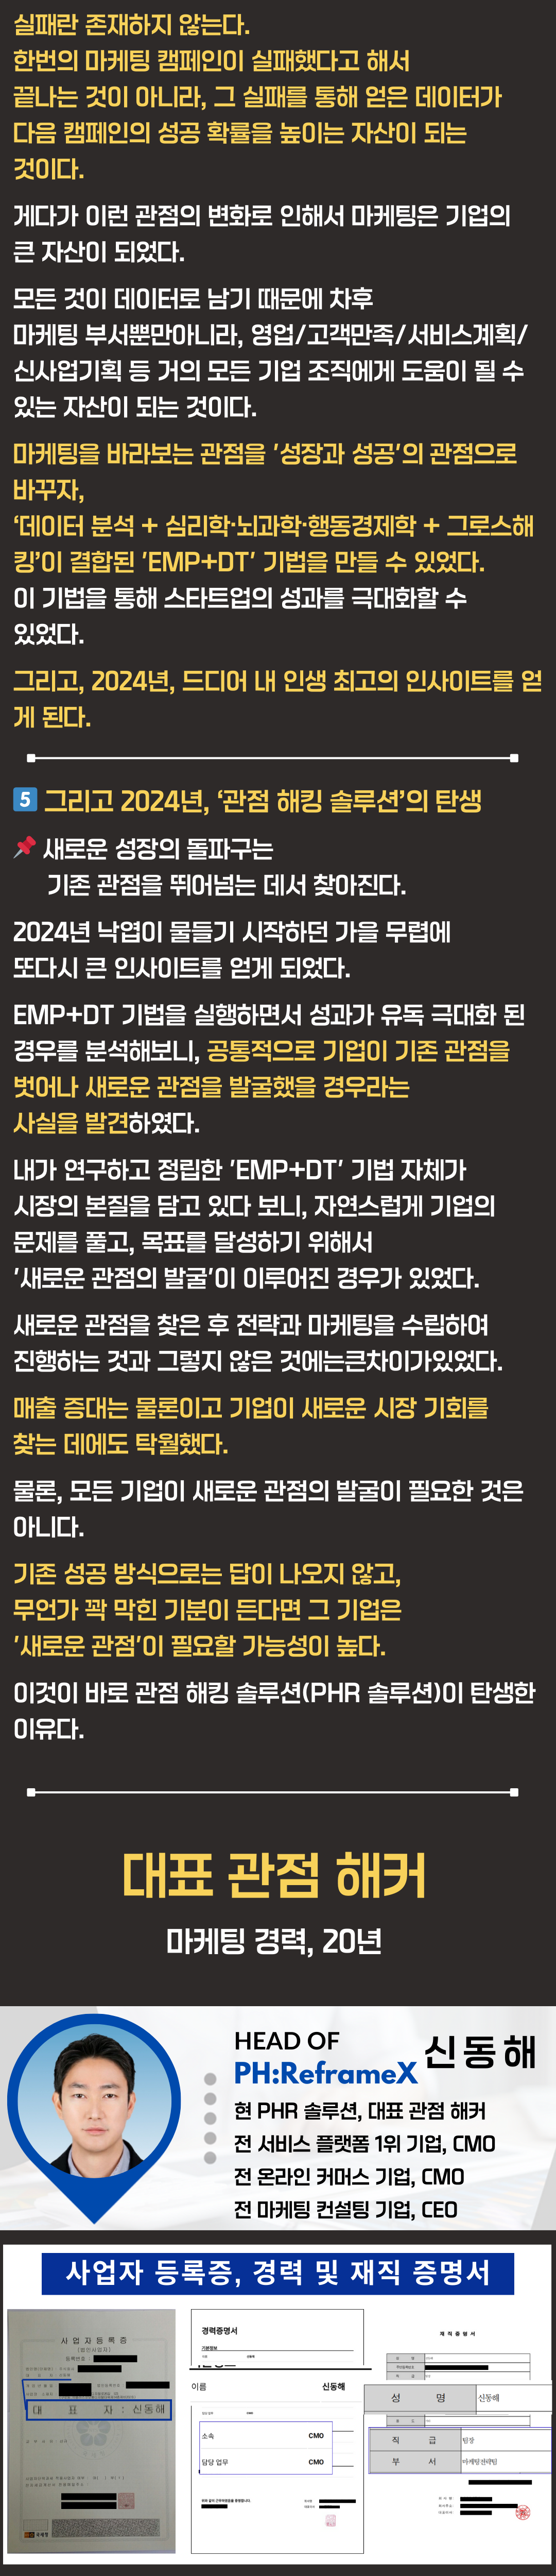 실패란 존재하지 않는다.
한번의 마케팅 캠페인이 실패했다고 해서
끝나는 것이 아니라, 그 실패를 통해 얻은 데이터가
다음 캠페인의 성공 확률을 높이는 자산이 되는
것이다.
게다가 이런 관점의 변화로 인해서 마케팅은 기업의
큰 자산이 되었다.
모든 것이 데이터로 남기 때문에 차후
마케팅 부서뿐만아니라, 영업/고객만족/서비스계획/
신사업기획 등 거의 모든 기업 조직에게 도움이 될 수
있는 자산이 되는 것이다.
마케팅을 바라보는 관점을 '성장과 성공'의 관점으로
바꾸자,
'데이터 분석 + 심리학·뇌과학·행동경제학 + 그로스해
킹'이 결합된 'EMP+DT' 기법을 만들 수 있었다.
이 기법을 통해 스타트업의 성과를 극대화할 수
있었다.
그리고, 2024년, 드디어 내 인생 최고의 인사이트를 얻
게 된다.
5 그리고 2024년, '관점 해킹 솔루션'의 탄생
새로운 성장의 돌파구는
기존 관점을 뛰어넘는 데서 찾아진다.
2024년 낙엽이 물들기 시작하던 가을 무렵에
또다시 큰 인사이트를 얻게 되었다.
EMP+DT 기법을 실행하면서 성과가 유독 극대화 된
경우를 분석해보니, 공통적으로 기업이 기존 관점을
벗어나 새로운 관점을 발굴했을 경우라는
사실을 발견하였다.
내가 연구하고 정립한 'EMP+DT' 기법 자체가
시장의 본질을 담고 있다 보니, 자연스럽게 기업의
문제를 풀고, 목표를 달성하기 위해서
'새로운 관점의 발굴'이 이루어진 경우가 있었다.
새로운 관점을 찾은 후 전략과 마케팅을 수립하여
진행하는 것과 그렇지 않은 것에는큰차이가있었다.
매출 증대는 물론이고 기업이 새로운 시장 기회를
찾는 데에도 탁월했다.
물론, 모든 기업이 새로운 관점의 발굴이 필요한 것은
아니다.
기존 성공 방식으로는 답이 나오지 않고,
무언가 꽉 막힌 기분이 든다면 그 기업은
'새로운 관점'이 필요할 가능성이 높다.
이것이 바로 관점 해킹 솔루션(PHR 솔루션)이 탄생한
이유다.
대표 관점 해커
마케팅 경력, 20년
HEAD OF
PH:ReframeX 신동해
현 PHR 솔루션, 대표 관점 해커
전 서비스 플랫폼 1위 기업, CMO
전 온라인 커머스 기업, CMO
전 마케팅 컨설팅 기업, CEO
사업자 등록증, 경력 및 재직 증명서
사업자등록증
(법인사업자)
등록번호 :
대 표 자 : 신동해
국세청
경력증명서
기본정보
이름 신동해
소속 CMO
담당 업무 CMO
재직증명서
성 명 신동해
직 급 팀장
부 서 마케팅전략팀